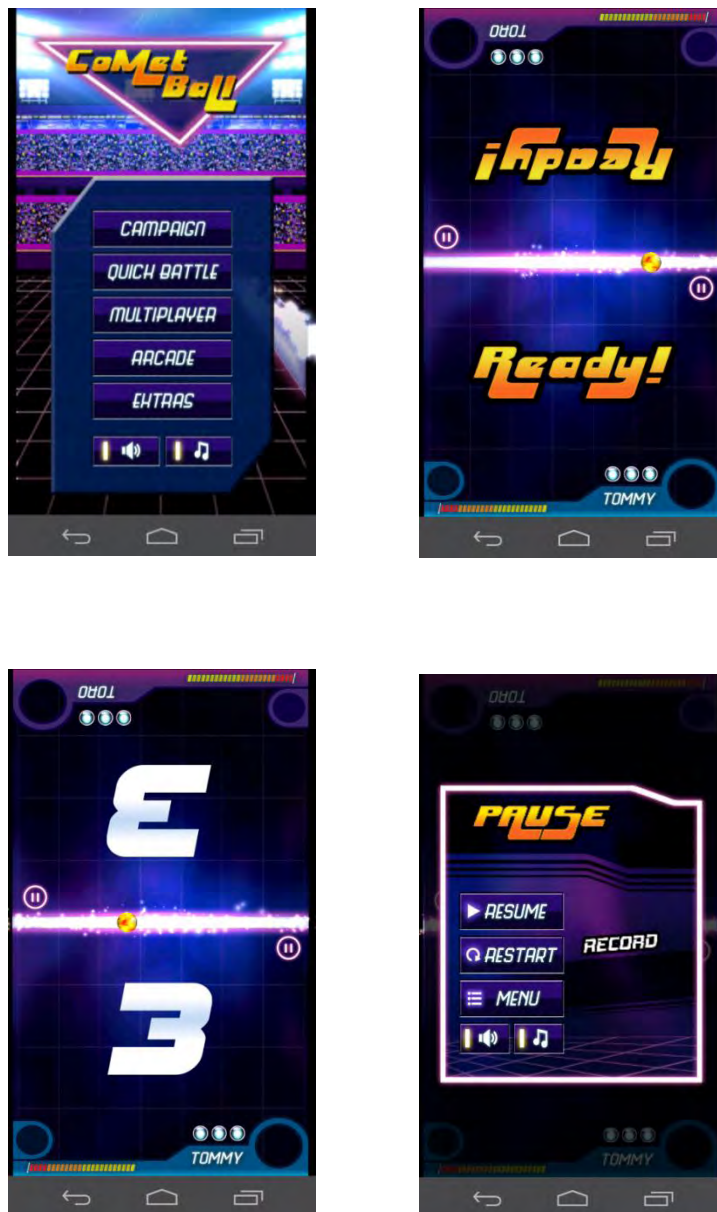 CoMet
Ball
CAMPAIGN
QUICK BATTLE
MULTIPLAYER
ARCADE
EXTRAS
TORO
Ready!
Ready!
TOMMY
TORO
3
3
TOMMY
TORO
PAUSE
RESUME
RESTART
RECORD
MENU
TOMMY